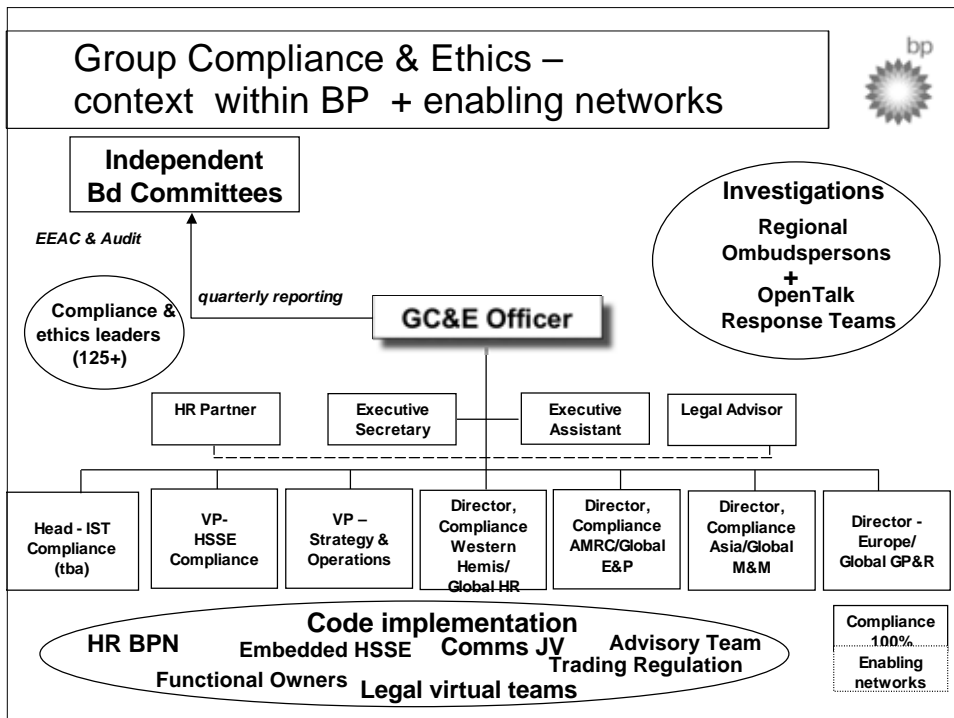 Group Compliance & Ethics –
context within BP + enabling networks
bp
Independent
Bd Committees
EEAC & Audit
quarterly reporting
Compliance &
ethics leaders
(125+)
GC&E Officer
Investigations
Regional
Ombudspersons
+
OpenTalk
Response Teams
HR Partner
Executive
Secretary
Executive
Assistant
Legal Advisor
Head - IST
Compliance
(tba)
VP-
HSSE
Compliance
VP –
Strategy &
Operations
Director,
Compliance
Western
Hemis/
Global HR
Director,
Compliance
AMRC/Global
E&P
Director,
Compliance
Asia/Global
M&M
Director -
Europe/
Global GP&R
Code implementation
HR BPN
Embedded HSSE
Comms JV
Advisory Team
Trading Regulation
Functional Owners
Legal virtual teams
Compliance
100%
Enabling
networks